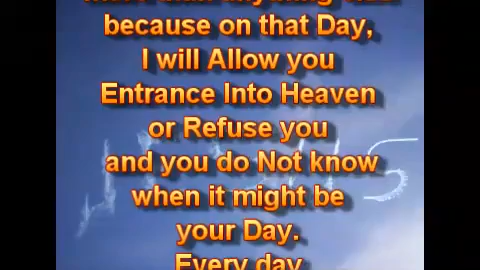 because on that Day,
I will Allow you
Entrance Into Heaven
or Refuse you
and you do Not know
when it might be
your Day.
Every day